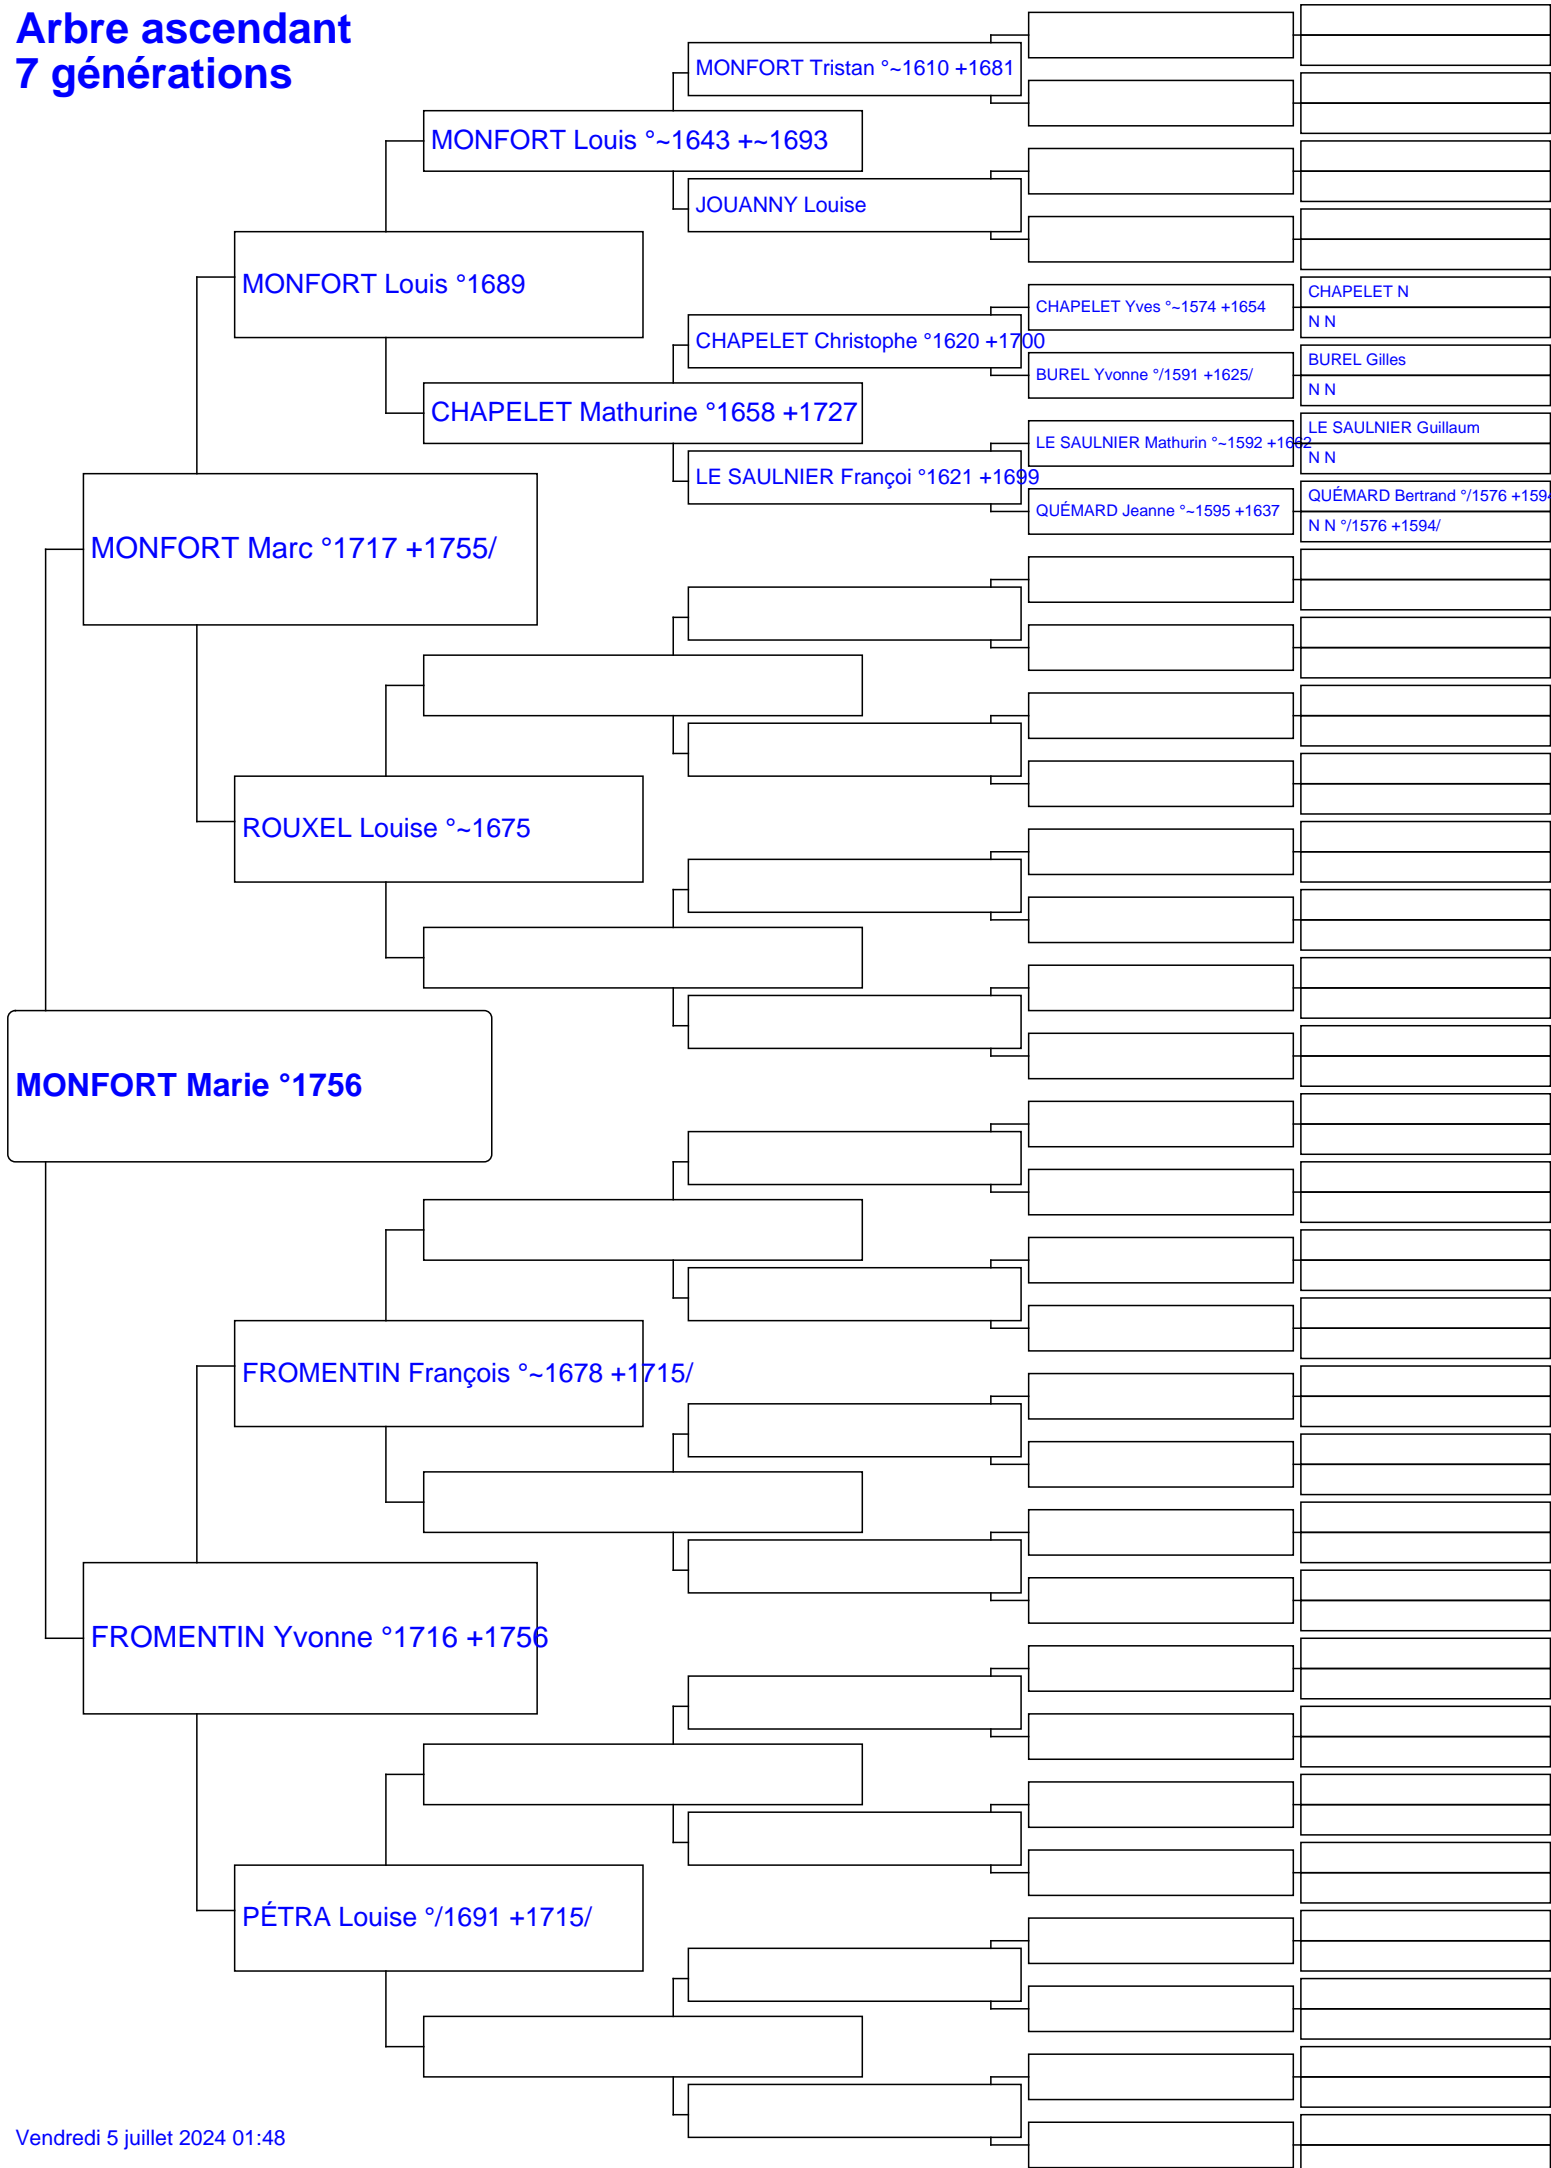 Arbre ascendant
7 générations
MONFORT Tristan °~1610 +1681
MONFORT Louis °~1643 +~1693
JOUANNY Louise
MONFORT Louis °1689
CHAPELET N
CHAPELET Yves °~1574 +1654
N N
CHAPELET Christophe °1620 +1700
BUREL Gilles
BUREL Yvonne °/1591 +1625/
N N
CHAPELET Mathurine °1658 +1727
LE SAULNIER Guillaum
LE SAULNIER Mathurin °~1592 +1662
N N
LE SAULNIER Françoi °1621 +1699
QUÉMARD Bertrand °/1576 +1594
QUÉMARD Jeanne °~1595 +1637
N N °/1576 +1594/
MONFORT Marc °1717 +1755/
ROUXEL Louise °~1675
MONFORT Marie °1756
FROMENTIN François °~1678 +1715/
FROMENTIN Yvonne °1716 +1756
PÉTRA Louise °/1691 +1715/
Vendredi 5 juillet 2024 01:48